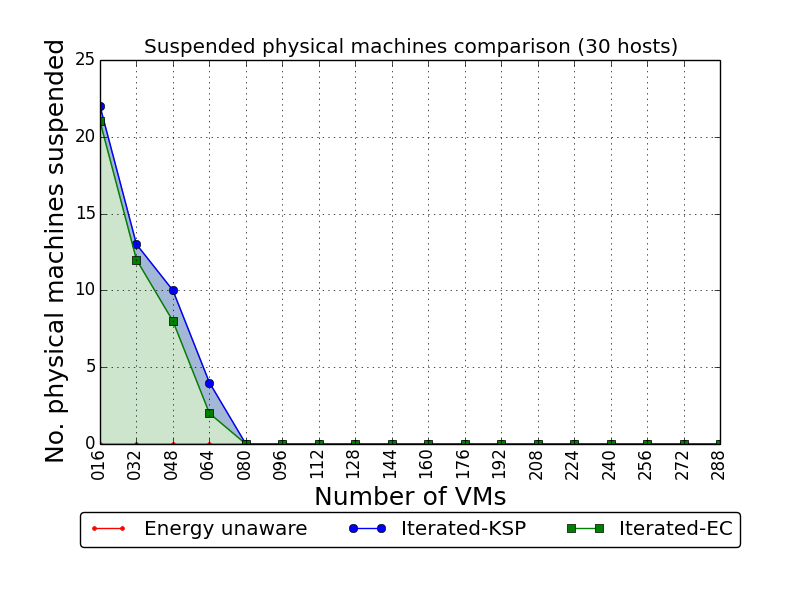 Suspended physical machines comparison (30 hosts)
No. physical machines suspended
25
20
15
10
5
0
016 032 048 064 080 096 112 128 144 160 176 192 208 224 240 256 272 288
Number of VMs
Energy unaware Iterated-KSP Iterated-EC